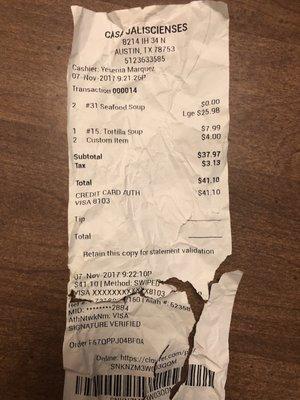 CASA JALISCIENSES
8214 IH 34 N
AUSTIN, TX 78753
5123633585
Cashier: Yesenia Marquez
07-Nov-2017 9:21:26P
Transaction 000014
2 #31 Seafood Soup $0.00
Lge $25.98
1 #15. Tortilla Soup $7.99
2 Custom Item $4.00
Subtotal $37.97
Tax $3.13
Total $41.10
CREDIT CARD AUTH $41.10
VISA 8103
Tip
Total
Retain this copy for statement validation
07-Nov-2017 9:22:10P
$41.10 | Method: SWIPED
VISA XXXXXXXXXXXX8103
MID: ********2884
AthNtwkNm: VISA
SIGNATURE VERIFIED
Order F67QPPJ04BF0A
Online: https://clover.com/